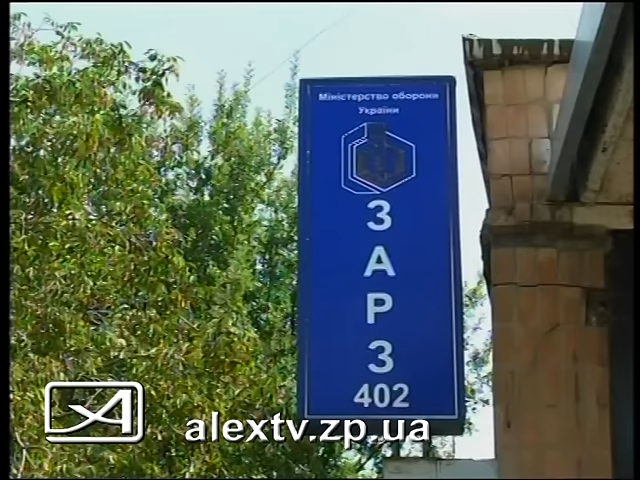 Міністерство оборони
України
З
А
Р
З
402
alextv.zp.ua